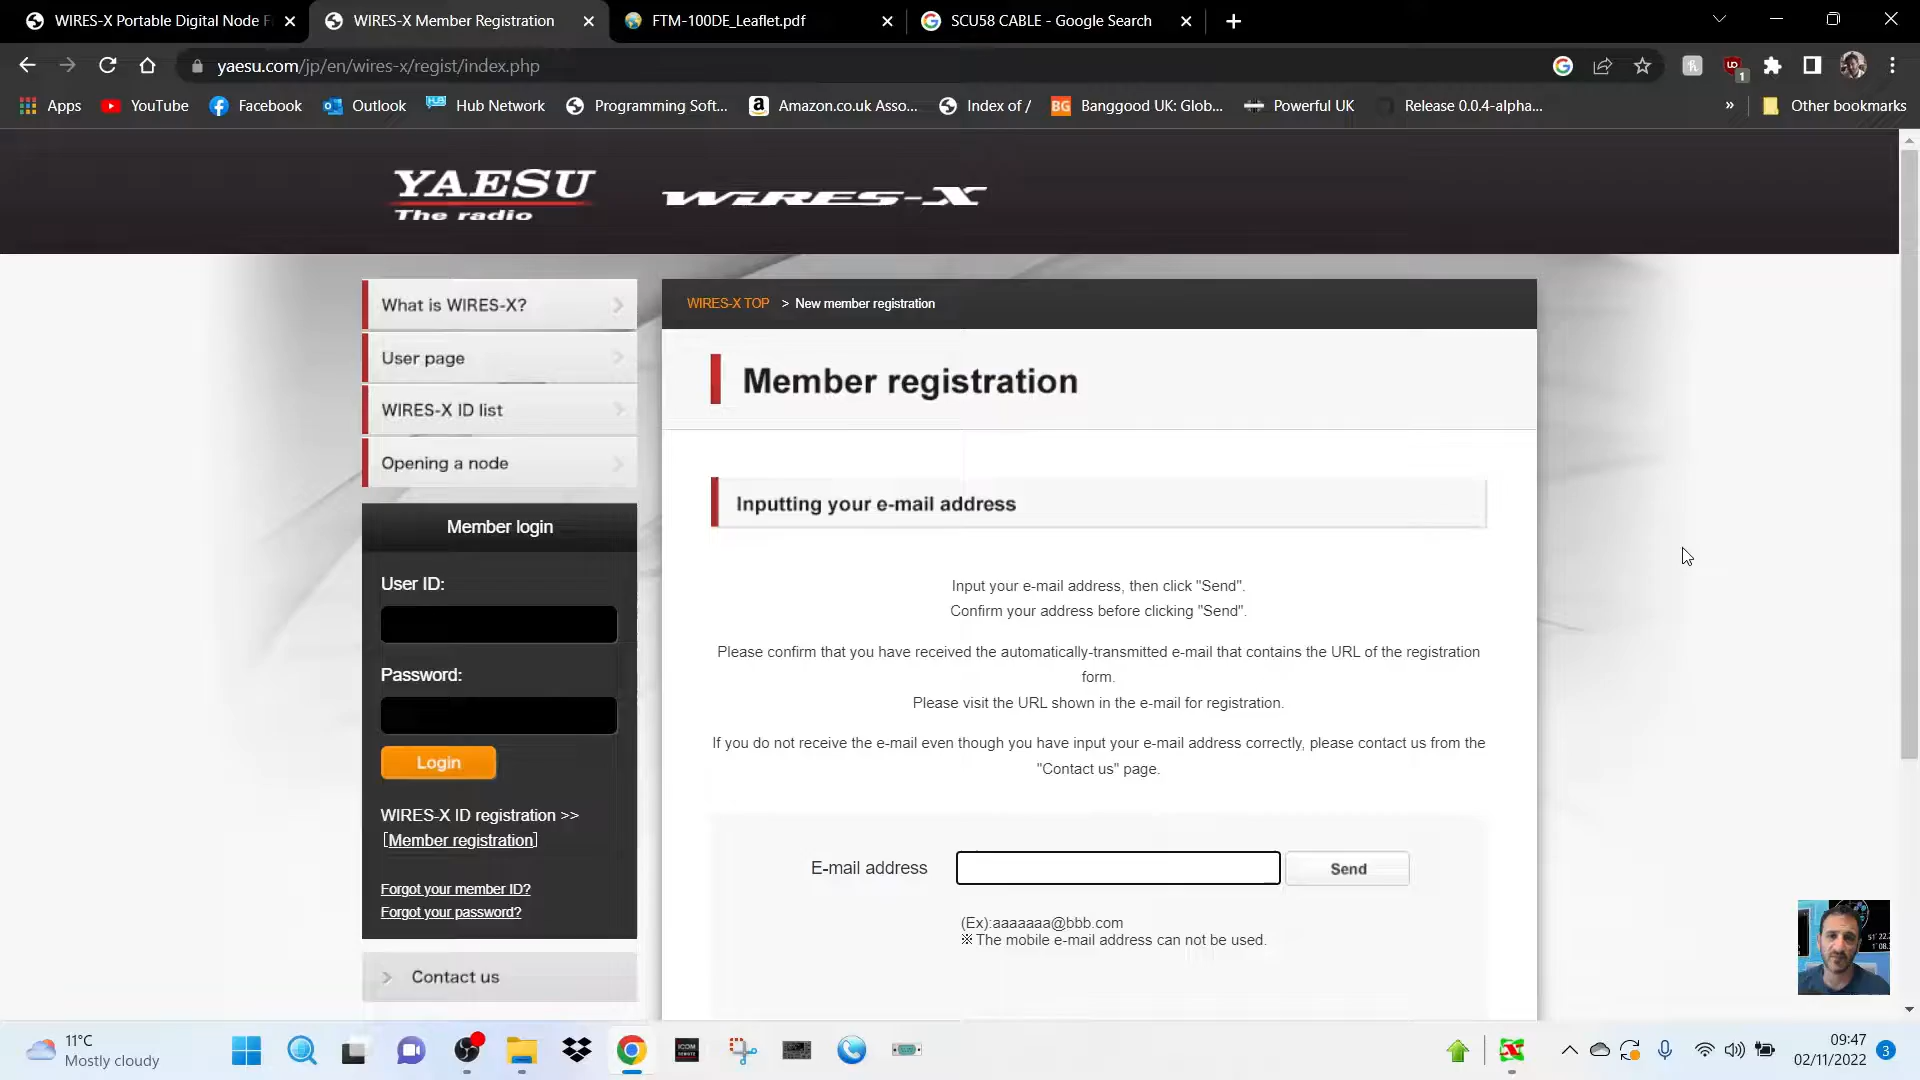 WIRES-X Portable Digital Node F
WIRES-X Member Registration
FTM-100DE_Leaflet.pdf
SCU58 CABLE - Google Search
yaesu.com/jp/en/wires-x/regist/index.php
1
Apps
YouTube
Facebook
Outlook
HUB
Hub Network
Programming Soft...
Amazon.co.uk Asso...
Index of /
BG
Banggood UK: Glob...
Powerful UK
Release 0.0.4-alpha...
»
Other bookmarks
YAESU
The radio
WiRES-X
What is WIRES-X?
User page
WIRES-X ID list
Opening a node
Member login
User ID:
Password:
Login
WIRES-X ID registration >>
[Member registration]
Forgot your member ID?
Forgot your password?
Contact us
WIRES-X TOP > New member registration
Member registration
Inputting your e-mail address
Input your e-mail address, then click "Send".
Confirm your address before clicking "Send".
Please confirm that you have received the automatically-transmitted e-mail that contains the URL of the registration
form.
Please visit the URL shown in the e-mail for registration.
If you do not receive the e-mail even though you have input your e-mail address correctly, please contact us from the
"Contact us" page.
E-mail address
Send
(Ex):aaaaaaa@bbb.com
※The mobile e-mail address can not be used.
11°C
Mostly cloudy
ICOM
REMOTE
09:47
02/11/2022
3